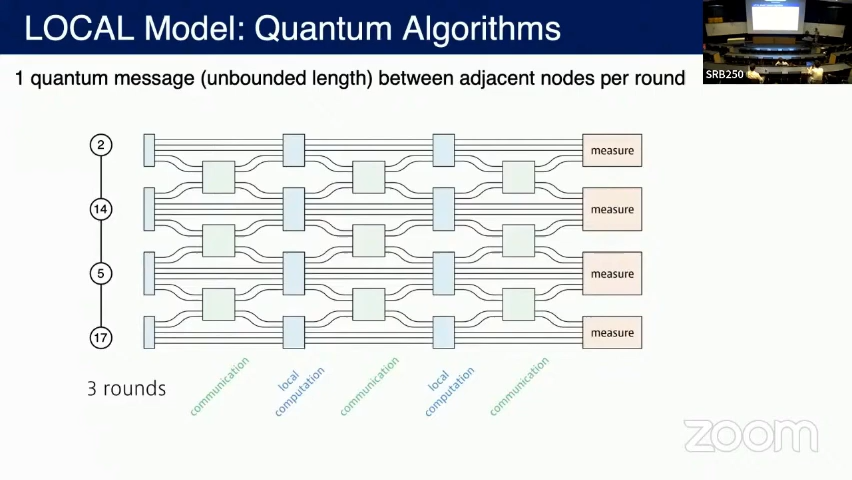 LOCAL Model: Quantum Algorithms
1 quantum message (unbounded length) between adjacent nodes per round
SRB250
2
measure
14
measure
5
measure
17
measure
3 rounds
communication
local
computation
communication
local
computation
communication
zoom